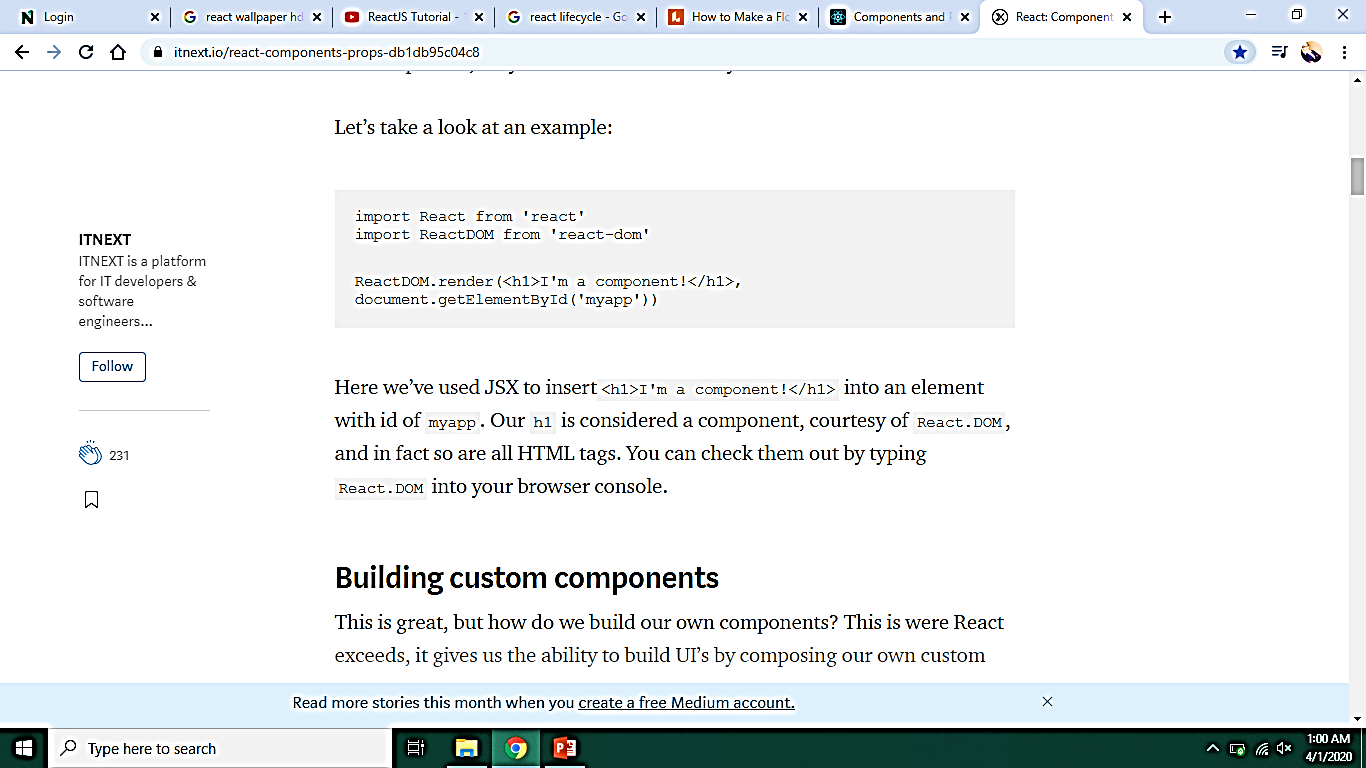 Login
react wallpaper hd
ReactJS Tutorial -
react lifecycle - Go
How to Make a Flo
Components and
React: Component
itnext.io/react-components-props-db1db95c04c8
Let's take a look at an example:
import React from 'react'
import ReactDOM from 'react-dom'
ReactDOM.render(<h1>I'm a component!</h1>,
document.getElementById('myapp'))
ITNEXT
ITNEXT is a platform
for IT developers &
software
engineers...
Follow
231
Here we've used JSX to insert <h1>I'm a component!</h1> into an element
with id of myapp. Our h1 is considered a component, courtesy of React.DOM,
and in fact so are all HTML tags. You can check them out by typing
React.DOM into your browser console.
Building custom components
This is great, but how do we build our own components? This is were React
exceeds, it gives us the ability to build UI's by composing our own custom
Read more stories this month when you create a free Medium account.
Type here to search
1:00 AM
4/1/2020